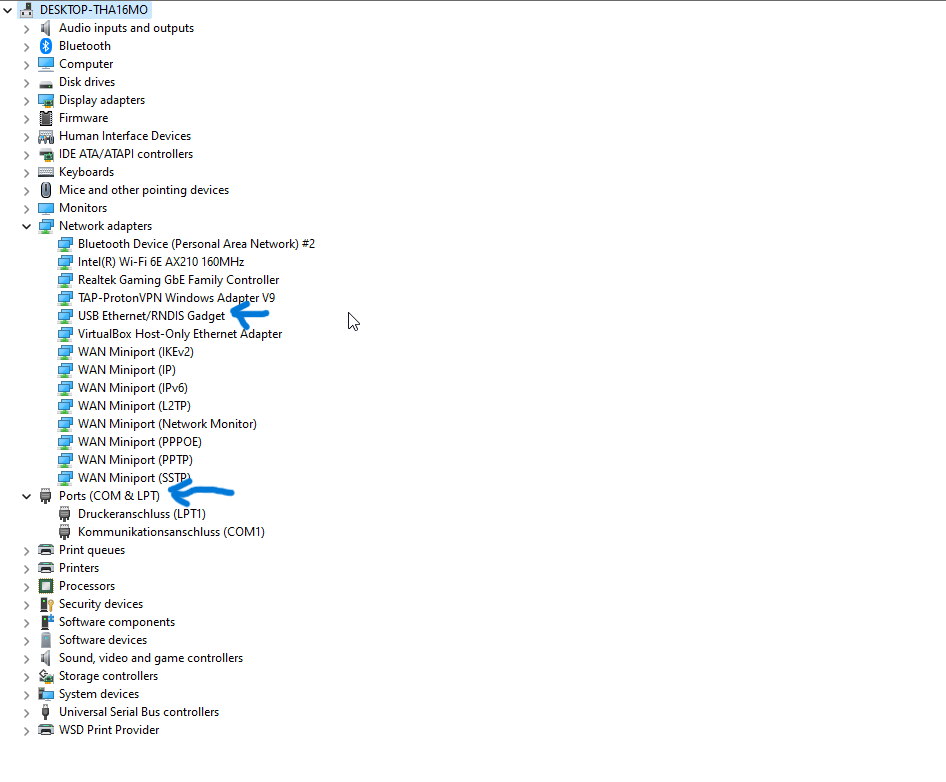 DESKTOP-THA16MO
Audio inputs and outputs
Bluetooth
Computer
Disk drives
Display adapters
Firmware
Human Interface Devices
IDE ATA/ATAPI controllers
Keyboards
Mice and other pointing devices
Monitors
Network adapters
Bluetooth Device (Personal Area Network) #2
Intel(R) Wi-Fi 6E AX210 160MHz
Realtek Gaming GbE Family Controller
TAP-ProtonVPN Windows Adapter V9
USB Ethernet/RNDIS Gadget
VirtualBox Host-Only Ethernet Adapter
WAN Miniport (IKEv2)
WAN Miniport (IP)
WAN Miniport (IPv6)
WAN Miniport (L2TP)
WAN Miniport (Network Monitor)
WAN Miniport (PPPOE)
WAN Miniport (PPTP)
WAN Miniport (SSTP)
Ports (COM & LPT)
Druckeranschluss (LPT1)
Kommunikationsanschluss (COM1)
Print queues
Printers
Processors
Security devices
Software components
Software devices
Sound, video and game controllers
Storage controllers
System devices
Universal Serial Bus controllers
WSD Print Provider